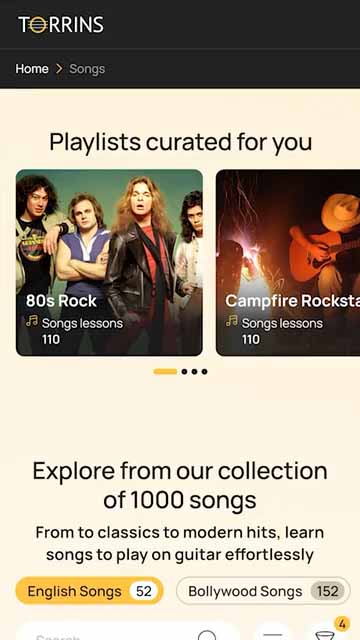 TORRINS
Home > Songs
Playlists curated for you
80s Rock
Songs lessons
110
Campfire Rocksta
Songs lessons
110
Explore from our collection
of 1000 songs
From to classics to modern hits, learn
songs to play on guitar effortlessly
English Songs 52
Bollywood Songs 152
4
Search